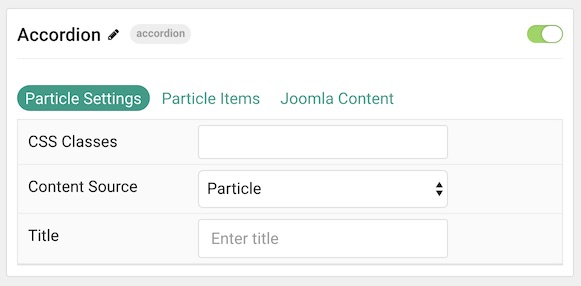 Accordion accordion
Particle Settings Particle Items Joomla Content
CSS Classes
Content Source Particle
Title Enter title